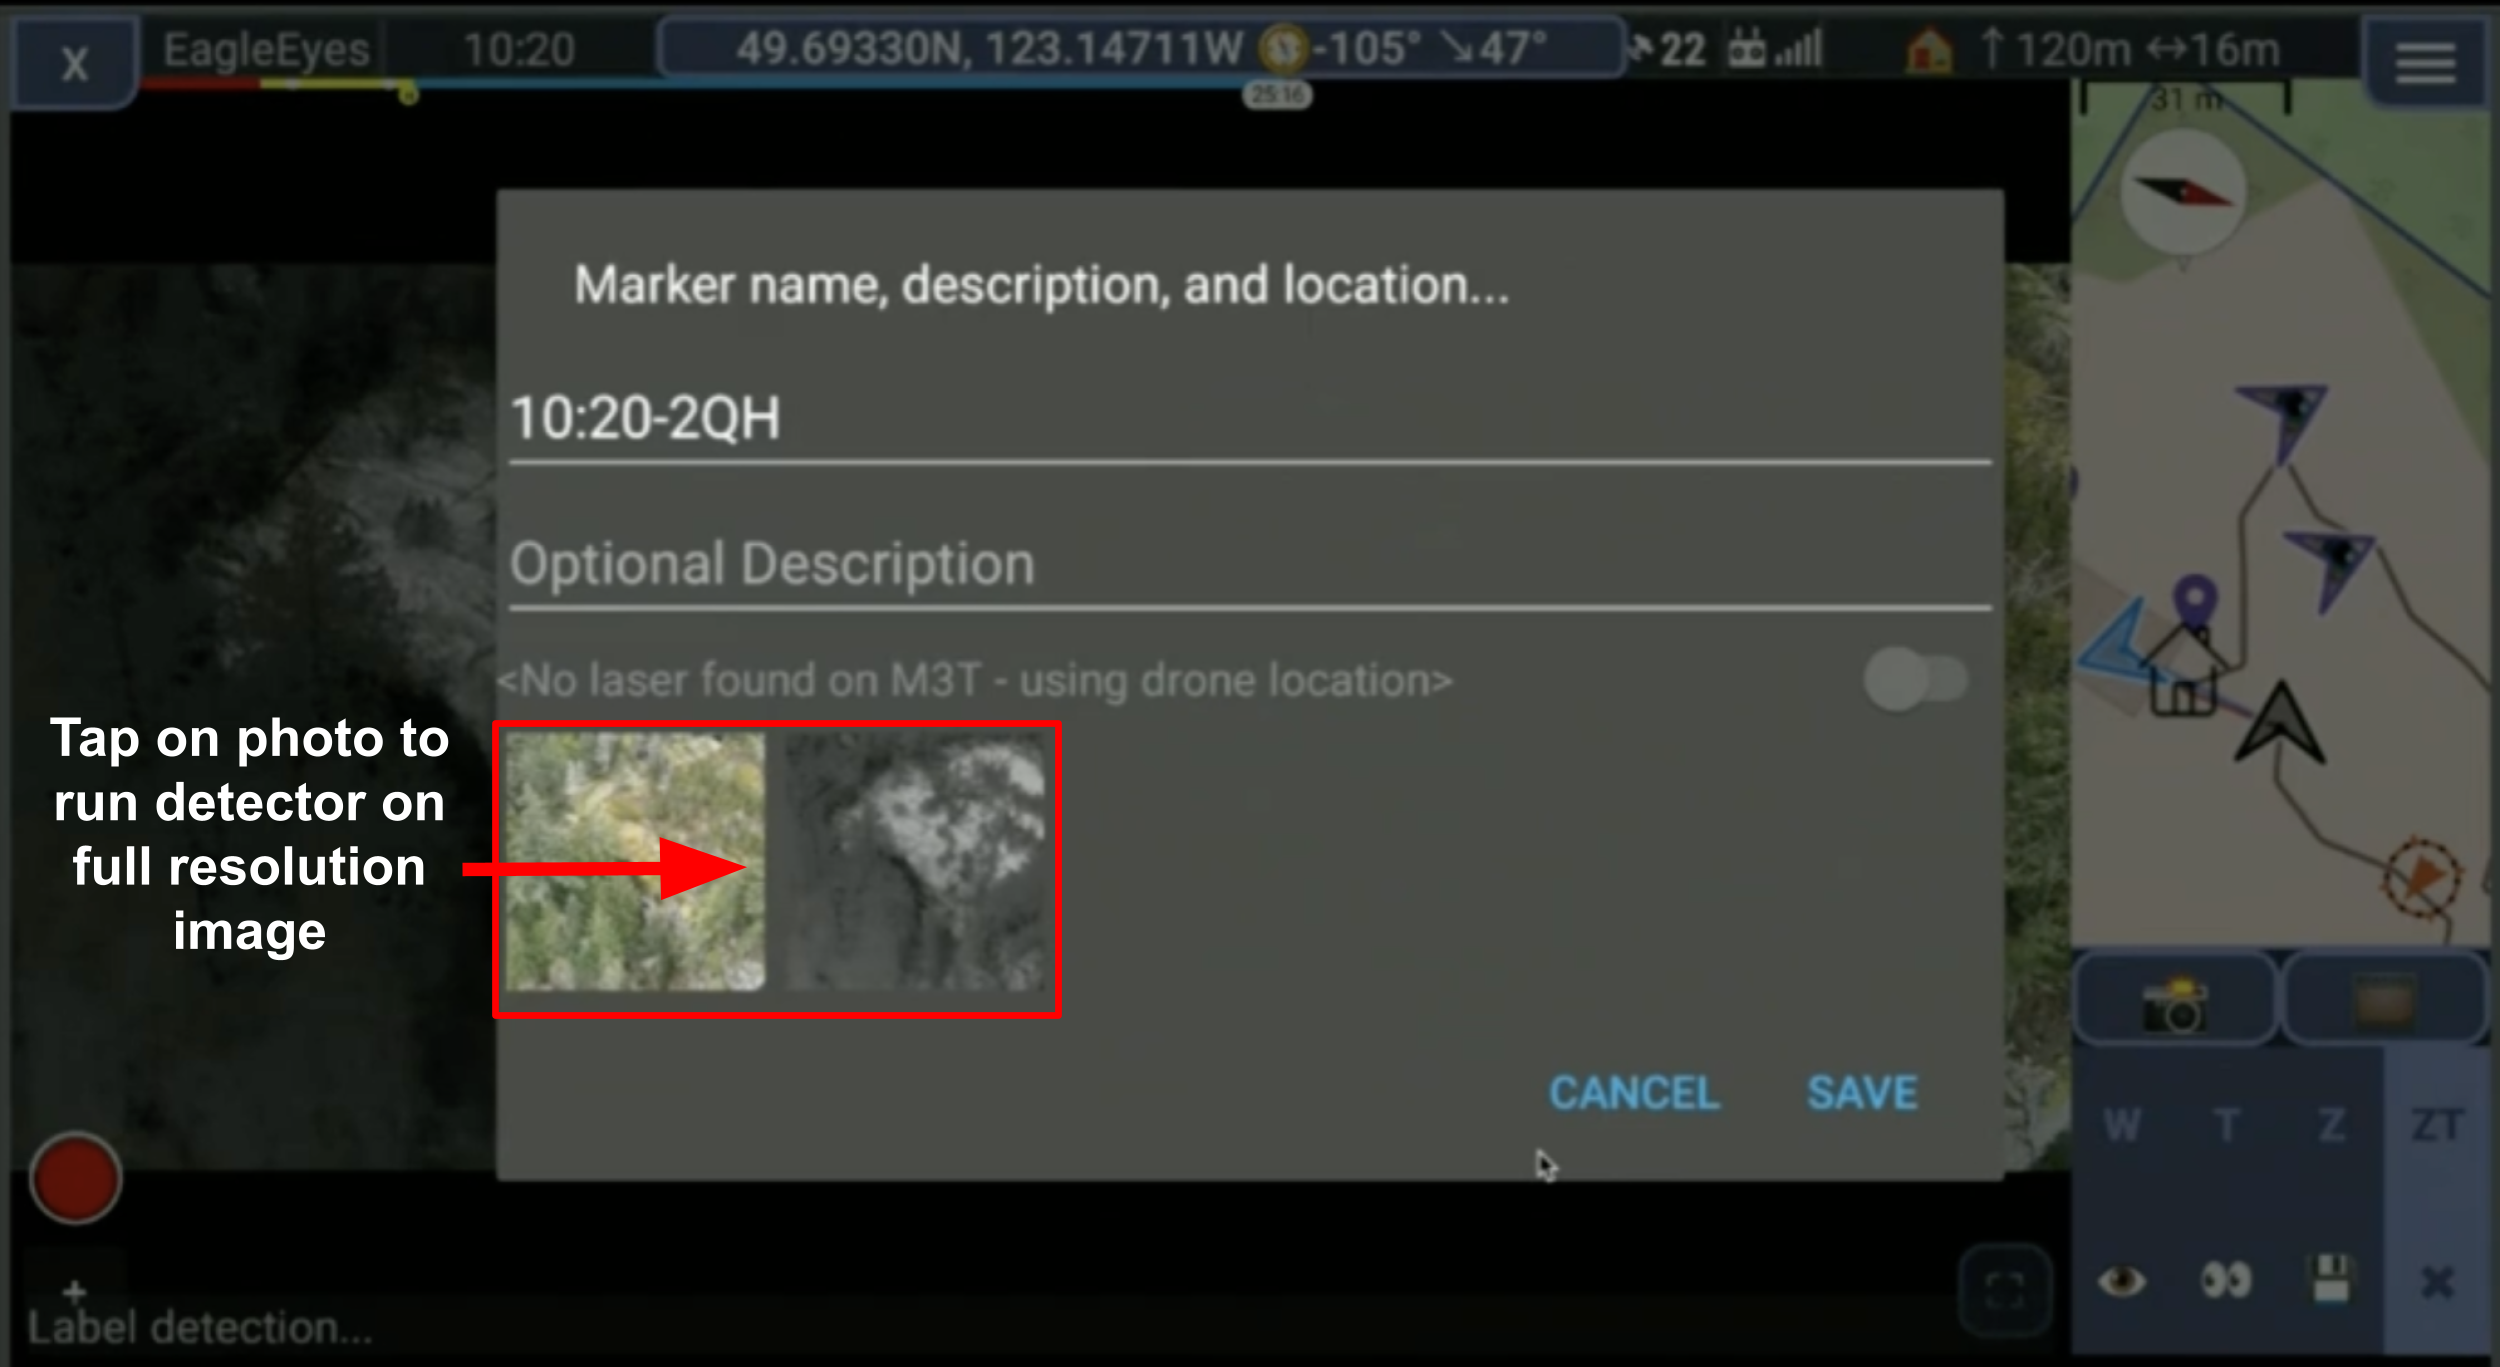 X EagleEyes 10:20 49.69330N, 123.14711W -105° ↘47° 22 ↑120m ↔16m
25:16
31 m
Marker name, description, and location...
10:20-2QH
Optional Description
<No laser found on M3T - using drone location>
Tap on photo to
run detector on
full resolution
image
CANCEL SAVE
W T Z ZT
+
Label detection...